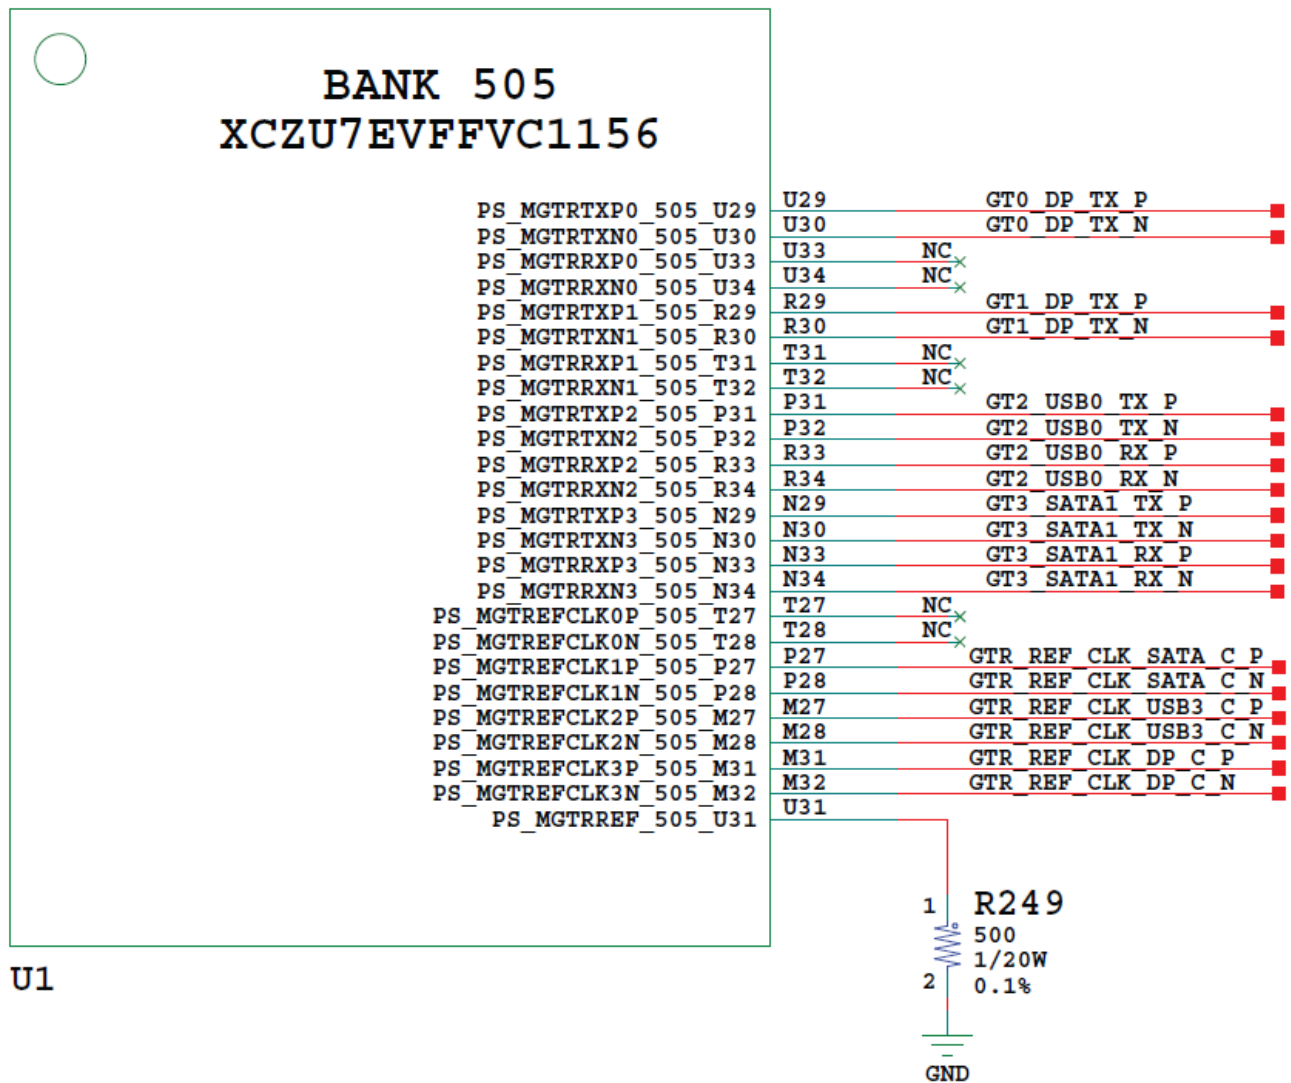 BANK 505
XCZU7EVFFVC1156
PS_MGTRTXP0_505_U29 U29 GT0_DP_TX_P
PS_MGTRTXN0_505_U30 U30 GT0_DP_TX_N
PS_MGTRRXP0_505_U33 U33 NC
PS_MGTRRXN0_505_U34 U34 NC
PS_MGTRTXP1_505_R29 R29 GT1_DP_TX_P
PS_MGTRTXN1_505_R30 R30 GT1_DP_TX_N
PS_MGTRRXP1_505_T31 T31 NC
PS_MGTRRXN1_505_T32 T32 NC
PS_MGTRTXP2_505_P31 P31 GT2_USB0_TX_P
PS_MGTRTXN2_505_P32 P32 GT2_USB0_TX_N
PS_MGTRRXP2_505_R33 R33 GT2_USB0_RX_P
PS_MGTRRXN2_505_R34 R34 GT2_USB0_RX_N
PS_MGTRTXP3_505_N29 N29 GT3_SATA1_TX_P
PS_MGTRTXN3_505_N30 N30 GT3_SATA1_TX_N
PS_MGTRRXP3_505_N33 N33 GT3_SATA1_RX_P
PS_MGTRRXN3_505_N34 N34 GT3_SATA1_RX_N
PS_MGTREFCLK0P_505_T27 T27 NC
PS_MGTREFCLK0N_505_T28 T28 NC
PS_MGTREFCLK1P_505_P27 P27 GTR_REF_CLK_SATA_C_P
PS_MGTREFCLK1N_505_P28 P28 GTR_REF_CLK_SATA_C_N
PS_MGTREFCLK2P_505_M27 M27 GTR_REF_CLK_USB3_C_P
PS_MGTREFCLK2N_505_M28 M28 GTR_REF_CLK_USB3_C_N
PS_MGTREFCLK3P_505_M31 M31 GTR_REF_CLK_DP_C_P
PS_MGTREFCLK3N_505_M32 M32 GTR_REF_CLK_DP_C_N
PS_MGTRREF_505_U31 U31
1 R249
500
1/20W
2 0.1%
U1
GND